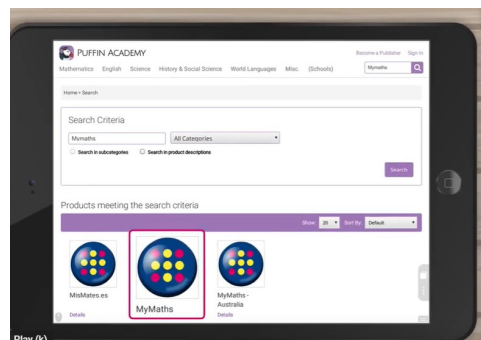 PUFFIN ACADEMY
Become a Publisher Sign In
Mathematics English Science History & Social Science World Languages Misc. (Schools)
Mymaths
Home > Search
Search Criteria
Mymaths
All Categories
Search in subcategories Search in product descriptions
Search
Products meeting the search criteria
Show: 20 Sort By: Default
MisMates.es
MyMaths
MyMaths -
Australia
Details
Details
Play (k)